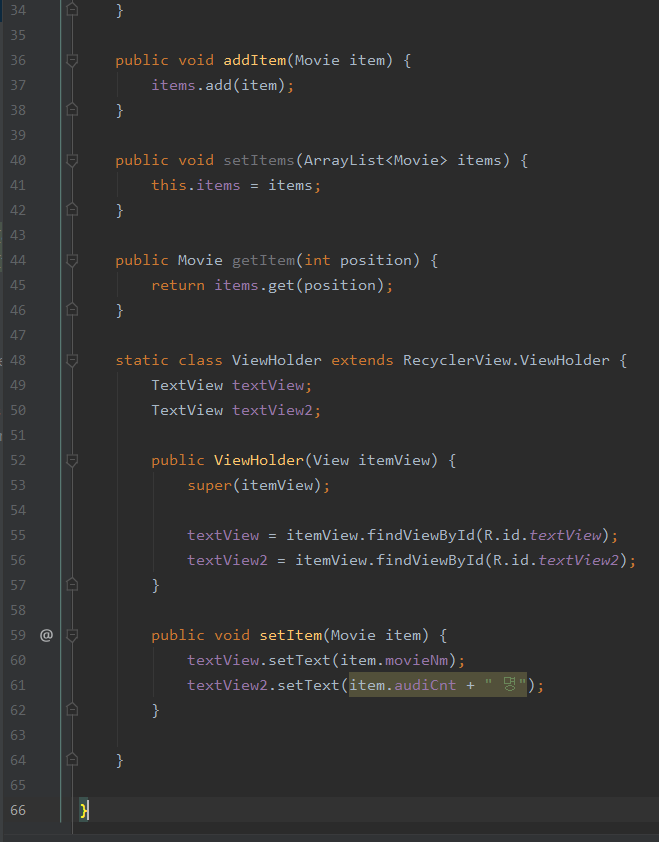 34 }
35
36 public void addItem(Movie item) {
37 items.add(item);
38 }
39
40 public void setItems(ArrayList<Movie> items) {
41 this.items = items;
42 }
43
44 public Movie getItem(int position) {
45 return items.get(position);
46 }
47
48 static class ViewHolder extends RecyclerView.ViewHolder {
49 TextView textView;
50 TextView textView2;
51
52 public ViewHolder(View itemView) {
53 super(itemView);
54
55 textView = itemView.findViewById(R.id.textView);
56 textView2 = itemView.findViewById(R.id.textView2);
57 }
58
59 @ public void setItem(Movie item) {
60 textView.setText(item.movieNm);
61 textView2.setText(item.audiCnt + " 명");
62 }
63
64 }
65
66 }